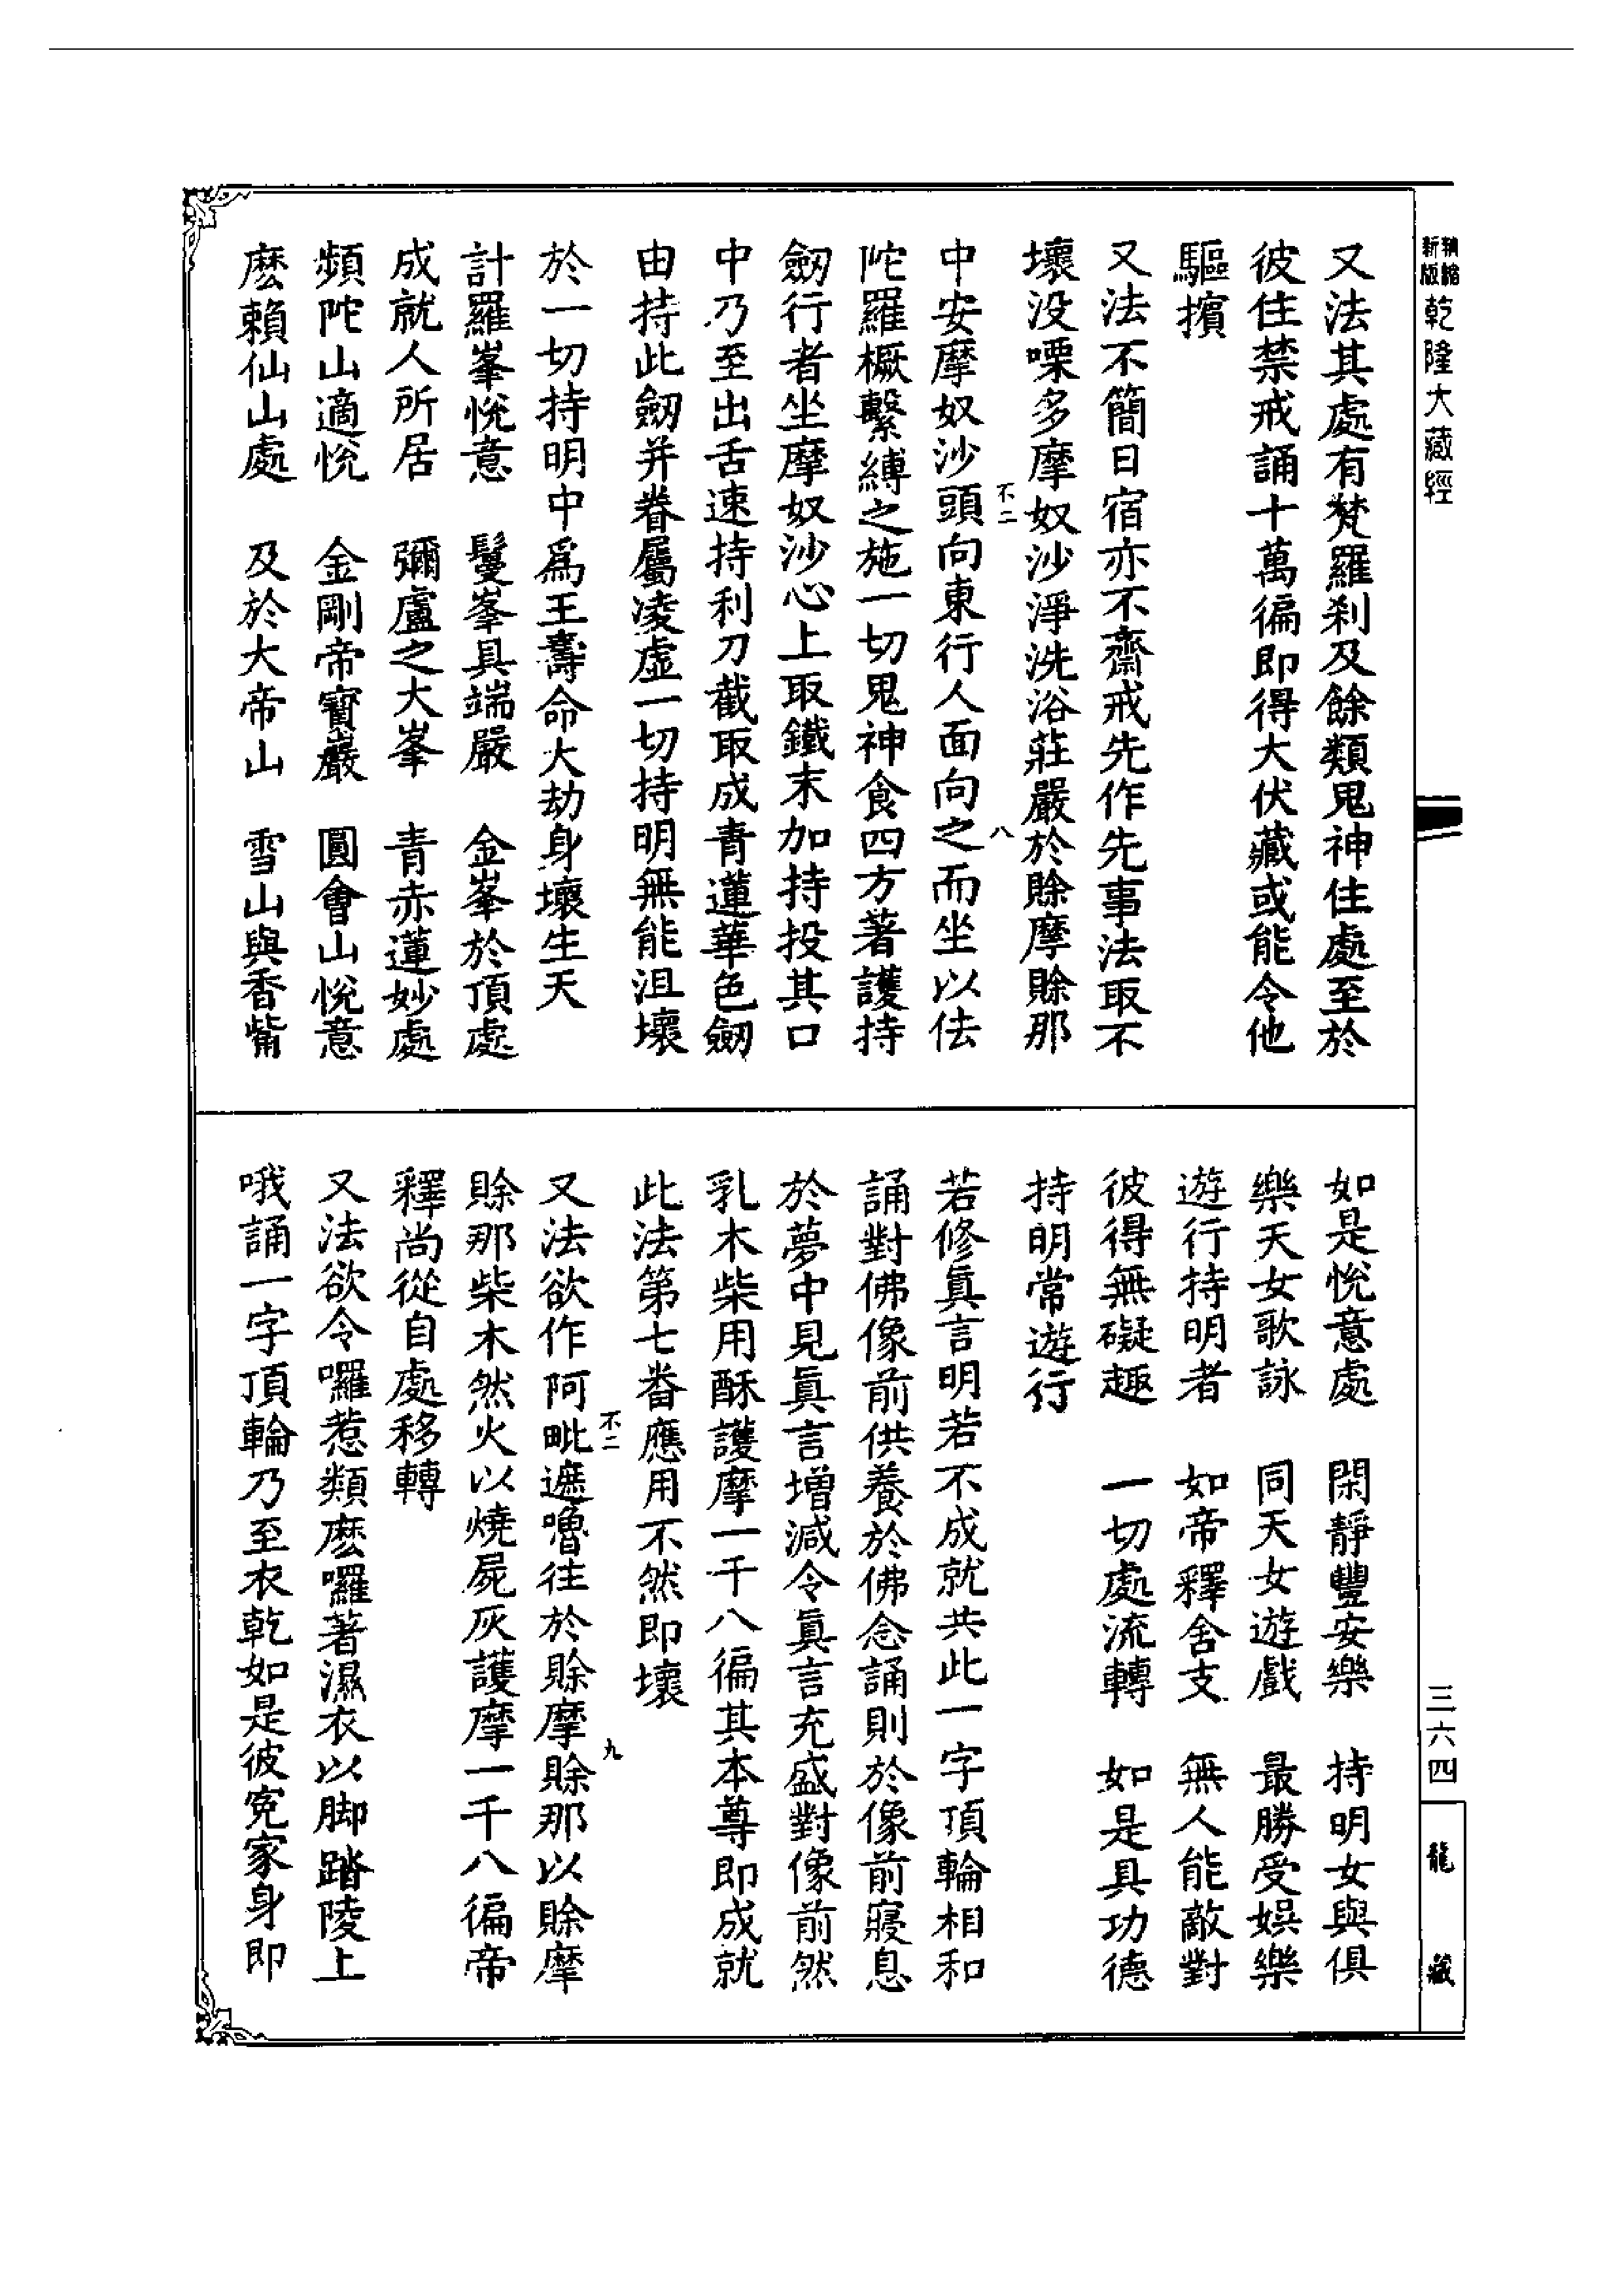 新版
乾隆大藏經
又法其處有梵羅刹及餘類鬼神住處至於
彼住禁戒誦十萬徧即得大伏藏或能令他
驅擯
又法不簡日宿亦不齋戒先作先事法取不
壞没㗚多摩奴沙淨洗浴莊嚴於賒摩賒那
不二
八
中安摩奴沙頭向東行人面向之而坐以佉
陀羅橛繫縛之施一切鬼神食四方著護持
劒行者坐摩奴沙心上取鐵末加持投其口
中乃至出舌速持利刀截取成青蓮華色劒
由持此劒并眷屬凌虛一切持明無能沮壞
於一切持明中爲王壽命大劫身壞生天
計羅峯悅意　鬘峯具端嚴　金峯於頂處
成就人所居　彌盧之大峯　青赤蓮妙處
頻陀山適悅　金剛帝寶巖　圓會山悅意
麽賴仙山處　及於大帝山　雪山與香觜
如是悅意處　閑靜豐安樂　持明女與俱
樂天女歌詠　同天女遊戲　最勝受娛樂
遊行持明者　如帝釋舍支　無人能敵對
彼得無礙趣　一切處流轉　如是具功德
持明常遊行
若修眞言明若不成就共此一字頂輪相和
誦對佛像前供養於佛念誦則於像前寢息
於夢中見眞言增減令眞言充盛對像前然
乳木柴用酥護摩一千八徧其本尊即成就
此法第七畨應用不然即壞
不二
九
又法欲作阿毗遮嚕往於賒摩賒那以賒摩
賒那柴木然火以燒屍灰護摩一千八徧帝
釋尚從自處移轉
又法欲令囉惹類麽囉著濕衣以脚踏陵上
哦誦一字頂輪乃至衣乾如是彼寃家身即
三六四
龍藏